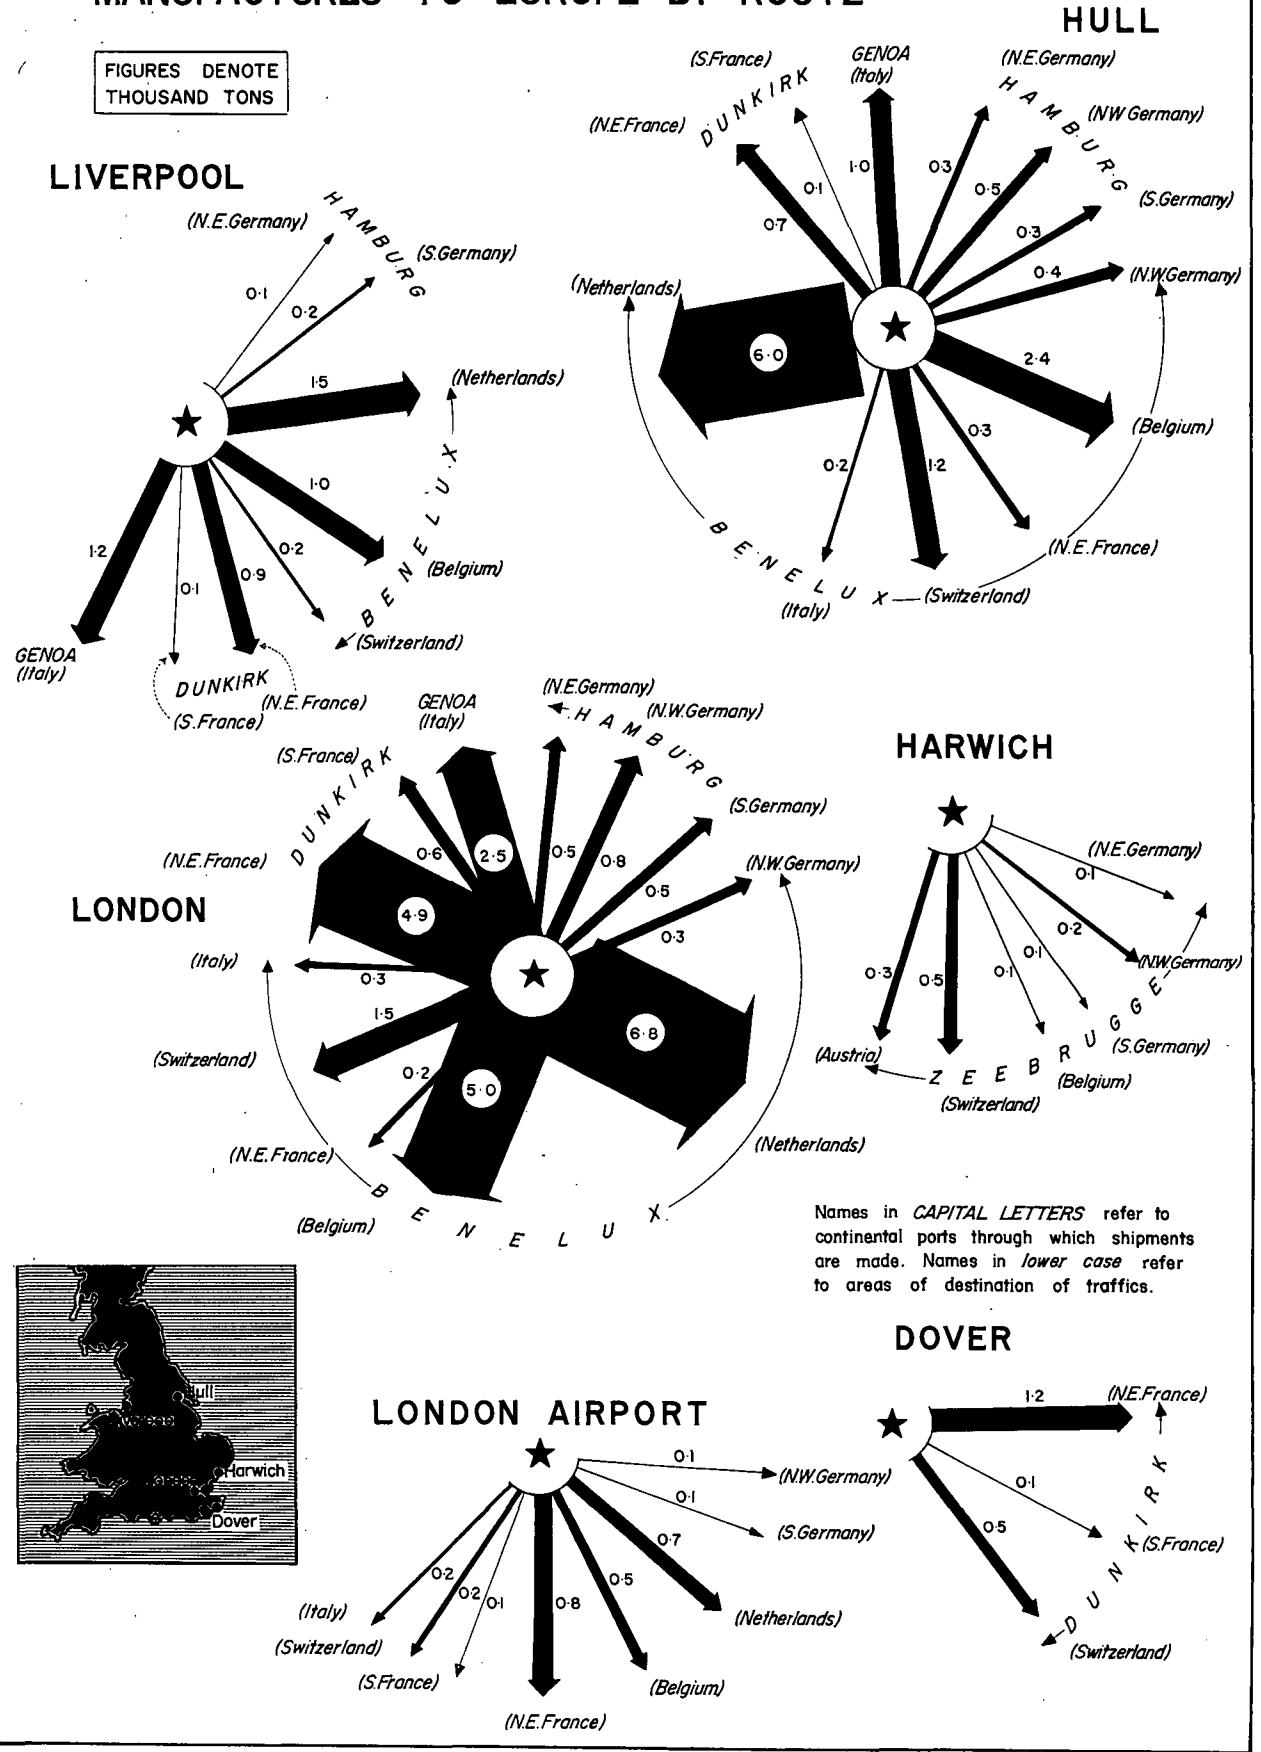 MANUFACTURES TO EUROPE BY ROUTE
FIGURES DENOTE
THOUSAND TONS
LIVERPOOL
HAMBURG
(N.E.Germany)
(S.Germany)
0·1
0·2
1·5
(Netherlands)
1·0
(Belgium)
0·2
(Switzerland)
BENELUX
0·9
0·1
1·2
GENOA
(Italy)
DUNKIRK
(N.E.France)
(S.France)
HULL
(S.France)
DUNKIRK
(N.E.France)
GENOA
(Italy)
(N.E.Germany)
HAMBURG
(NW Germany)
(S.Germany)
(N.W.Germany)
0·7
0·1
1·0
0·3
0·5
0·3
0·4
(Netherlands)
6·0
2·4
(Belgium)
0·3
(N.E.France)
1·2
(Switzerland)
0·2
(Italy)
BENELUX
LONDON
(N.E.Germany)
HAMBURG
(N.W.Germany)
(S.Germany)
(N.W.Germany)
GENOA
(Italy)
(S.France)
DUNKIRK
(N.E.France)
0·6
2·5
0·5
0·8
0·5
0·3
4·9
(Italy)
0·3
1·5
(Switzerland)
0·2
(N.E.France)
5·0
(Belgium)
6·8
(Netherlands)
BENELUX
HARWICH
(N.E.Germany)
0·1
0·2
(N.W.Germany)
0·1
(S.Germany)
0·1
(Belgium)
0·5
(Switzerland)
0·3
(Austria)
ZEEBRUGGE
Names in CAPITAL LETTERS refer to
continental ports through which shipments
are made. Names in lower case refer
to areas of destination of traffics.
Harwich
Dover
LONDON AIRPORT
0·1
(N.W.Germany)
0·1
(S.Germany)
0·7
(Netherlands)
0·5
(Belgium)
0·8
(N.E.France)
0·1
(S.France)
0·2
(Switzerland)
0·2
(Italy)
DOVER
1·2
(N.E.France)
0·1
(S.France)
0·5
(Switzerland)
DUNKIRK